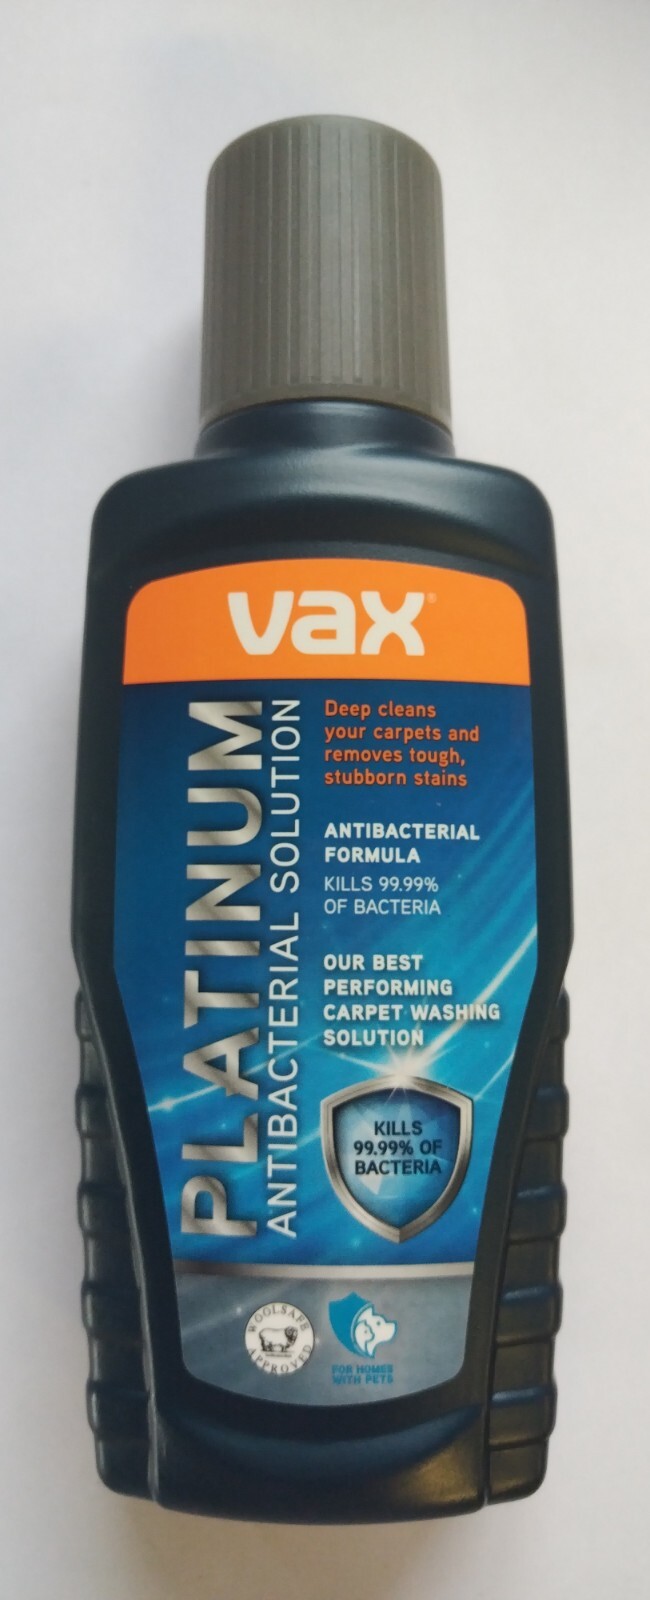 vax®
PLATINUM
ANTIBACTERIAL SOLUTION
Deep cleans
your carpets and
removes tough,
stubborn stains
ANTIBACTERIAL
FORMULA
KILLS 99.99%
OF BACTERIA
OUR BEST
PERFORMING
CARPET WASHING
SOLUTION
KILLS
99.99% OF
BACTERIA
WOOLSAFE
APPROVED
FOR HOMES
WITH PETS